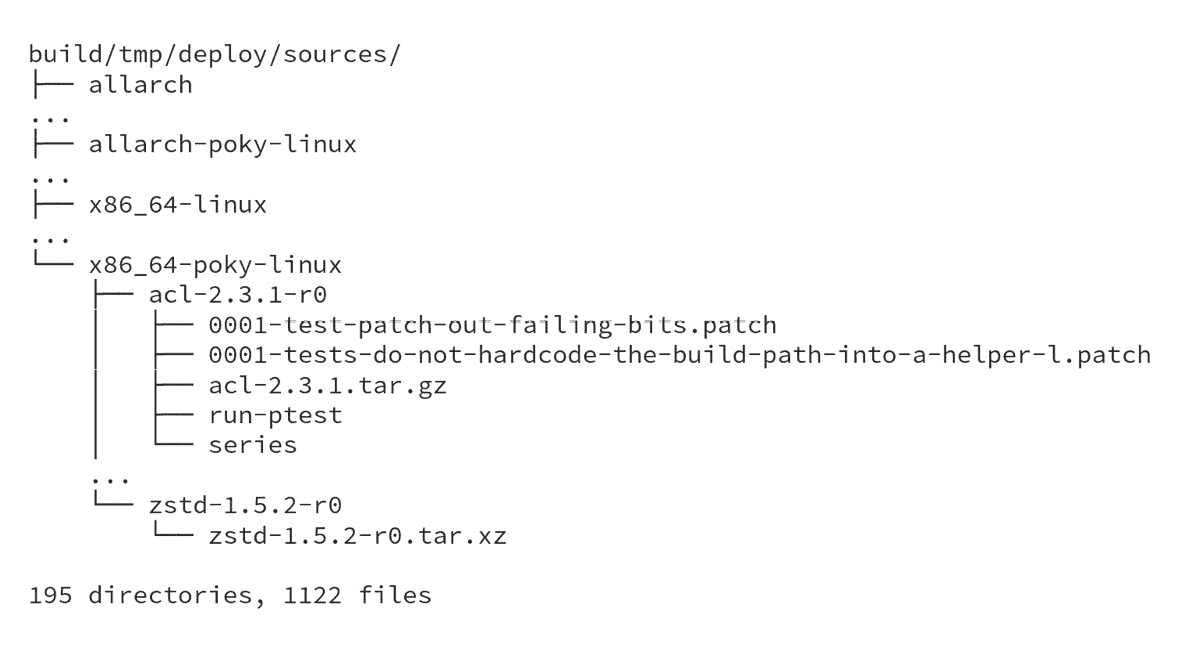 build/tmp/deploy/sources/
├── allarch
...
├── allarch-poky-linux
...
├── x86_64-linux
...
└── x86_64-poky-linux
    ├── acl-2.3.1-r0
    │   ├── 0001-test-patch-out-failing-bits.patch
    │   ├── 0001-tests-do-not-hardcode-the-build-path-into-a-helper-l.patch
    │   ├── acl-2.3.1.tar.gz
    │   ├── run-ptest
    │   └── series
    ...
    └── zstd-1.5.2-r0
        └── zstd-1.5.2-r0.tar.xz

195 directories, 1122 files